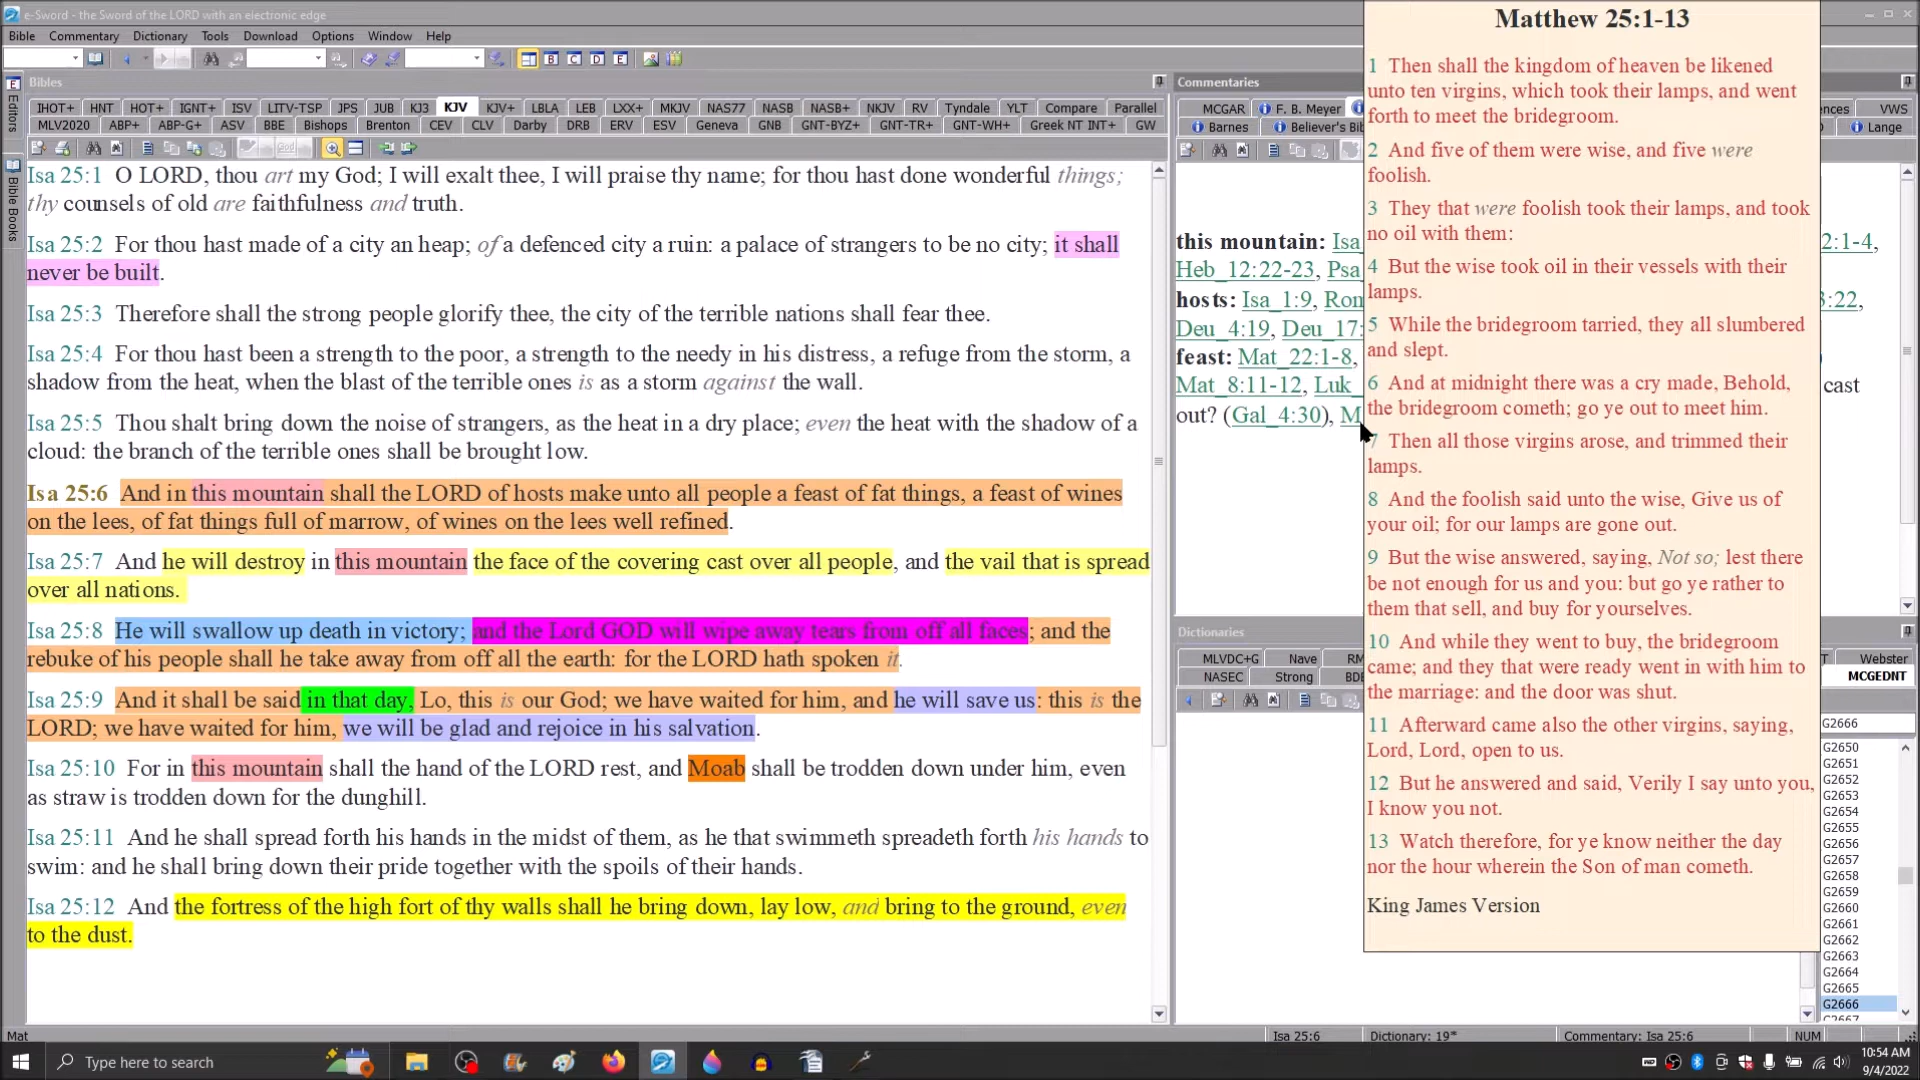 e-Sword - the Sword of the LORD with an electronic edge
Bible Commentary Dictionary Tools Download Options Window Help
Bibles
IHOT+ HNT HOT+ IGNT+ ISV LITV-TSP JPS JUB KJ3 KJV KJV+ LBLA LEB LXX+ MKJV NAS77 NASB NASB+ NKJV RV Tyndale YLT Compare Parallel
MLV2020 ABP+ ABP-G+ ASV BBE Bishops Brenton CEV CLV Darby DRB ERV ESV Geneva GNB GNT-BYZ+ GNT-TR+ GNT-WH+ Greek NT INT+ GW
Editors
Bible Books
Isa 25:1 O LORD, thou art my God; I will exalt thee, I will praise thy name; for thou hast done wonderful things;
thy counsels of old are faithfulness and truth.
Isa 25:2 For thou hast made of a city an heap; of a defenced city a ruin: a palace of strangers to be no city; it shall
never be built.
Isa 25:3 Therefore shall the strong people glorify thee, the city of the terrible nations shall fear thee.
Isa 25:4 For thou hast been a strength to the poor, a strength to the needy in his distress, a refuge from the storm, a
shadow from the heat, when the blast of the terrible ones is as a storm against the wall.
Isa 25:5 Thou shalt bring down the noise of strangers, as the heat in a dry place; even the heat with the shadow of a
cloud: the branch of the terrible ones shall be brought low.
Isa 25:6 And in this mountain shall the LORD of hosts make unto all people a feast of fat things, a feast of wines
on the lees, of fat things full of marrow, of wines on the lees well refined.
Isa 25:7 And he will destroy in this mountain the face of the covering cast over all people, and the vail that is spread
over all nations.
Isa 25:8 He will swallow up death in victory; and the Lord GOD will wipe away tears from off all faces; and the
rebuke of his people shall he take away from off all the earth: for the LORD hath spoken it.
Isa 25:9 And it shall be said in that day, Lo, this is our God; we have waited for him, and he will save us: this is the
LORD; we have waited for him, we will be glad and rejoice in his salvation.
Isa 25:10 For in this mountain shall the hand of the LORD rest, and Moab shall be trodden down under him, even
as straw is trodden down for the dunghill.
Isa 25:11 And he shall spread forth his hands in the midst of them, as he that swimmeth spreadeth forth his hands to
swim: and he shall bring down their pride together with the spoils of their hands.
Isa 25:12 And the fortress of the high fort of thy walls shall he bring down, lay low, and bring to the ground, even
to the dust.
Commentaries
MCGAR F. B. Meyer ences VWS
Barnes Believer's Bib Lange
this mountain: Isa 2:1-4,
Heb_12:22-23, Psa
hosts: Isa_1:9, Rom 3:22,
Deu_4:19, Deu_17:
feast: Mat_22:1-8,
Mat_8:11-12, Luk_ cast
out? (Gal_4:30), M
Matthew 25:1-13
1 Then shall the kingdom of heaven be likened
unto ten virgins, which took their lamps, and went
forth to meet the bridegroom.
2 And five of them were wise, and five were
foolish.
3 They that were foolish took their lamps, and took
no oil with them:
4 But the wise took oil in their vessels with their
lamps.
5 While the bridegroom tarried, they all slumbered
and slept.
6 And at midnight there was a cry made, Behold,
the bridegroom cometh; go ye out to meet him.
7 Then all those virgins arose, and trimmed their
lamps.
8 And the foolish said unto the wise, Give us of
your oil; for our lamps are gone out.
9 But the wise answered, saying, Not so; lest there
be not enough for us and you: but go ye rather to
them that sell, and buy for yourselves.
10 And while they went to buy, the bridegroom
came; and they that were ready went in with him to
the marriage: and the door was shut.
11 Afterward came also the other virgins, saying,
Lord, Lord, open to us.
12 But he answered and said, Verily I say unto you,
I know you not.
13 Watch therefore, for ye know neither the day
nor the hour wherein the Son of man cometh.
King James Version
Dictionaries
MLVDC+G Nave RM T Webster
NASEC Strong BDB MCGEDNT
G2666
G2650
G2651
G2652
G2653
G2654
G2655
G2656
G2657
G2658
G2659
G2660
G2661
G2662
G2663
G2664
G2665
G2666
G2667
Mat Isa 25:6 Dictionary: 19* Commentary: Isa 25:6 NUM
Type here to search
10:54 AM
9/4/2022